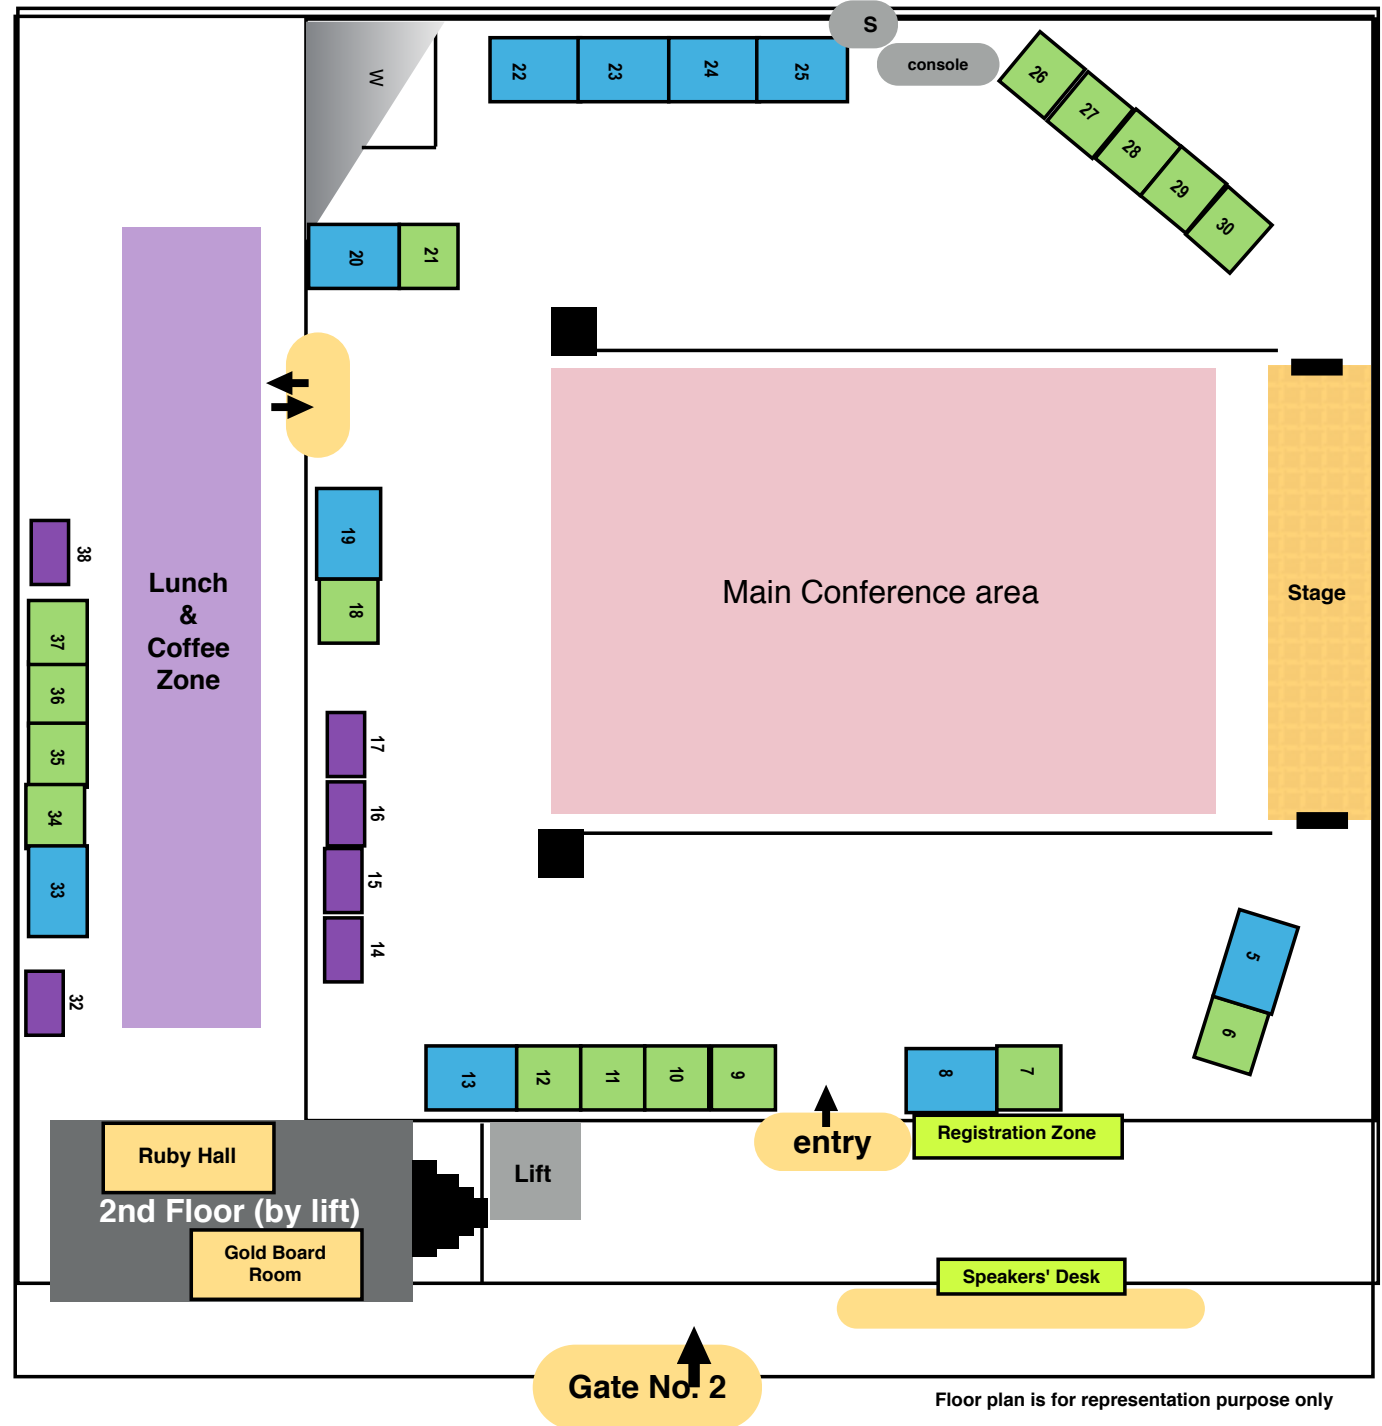 S
console
W
22
23
24
25
26
27
28
29
30
20
21
19
18
Main Conference area
Stage
Lunch
&
Coffee
Zone
38
37
36
35
34
33
32
17
16
15
14
5
6
13
12
11
10
9
8
7
entry
Registration Zone
Ruby Hall
2nd Floor (by lift)
Gold Board
Room
Lift
Speakers' Desk
Gate No. 2
Floor plan is for representation purpose only